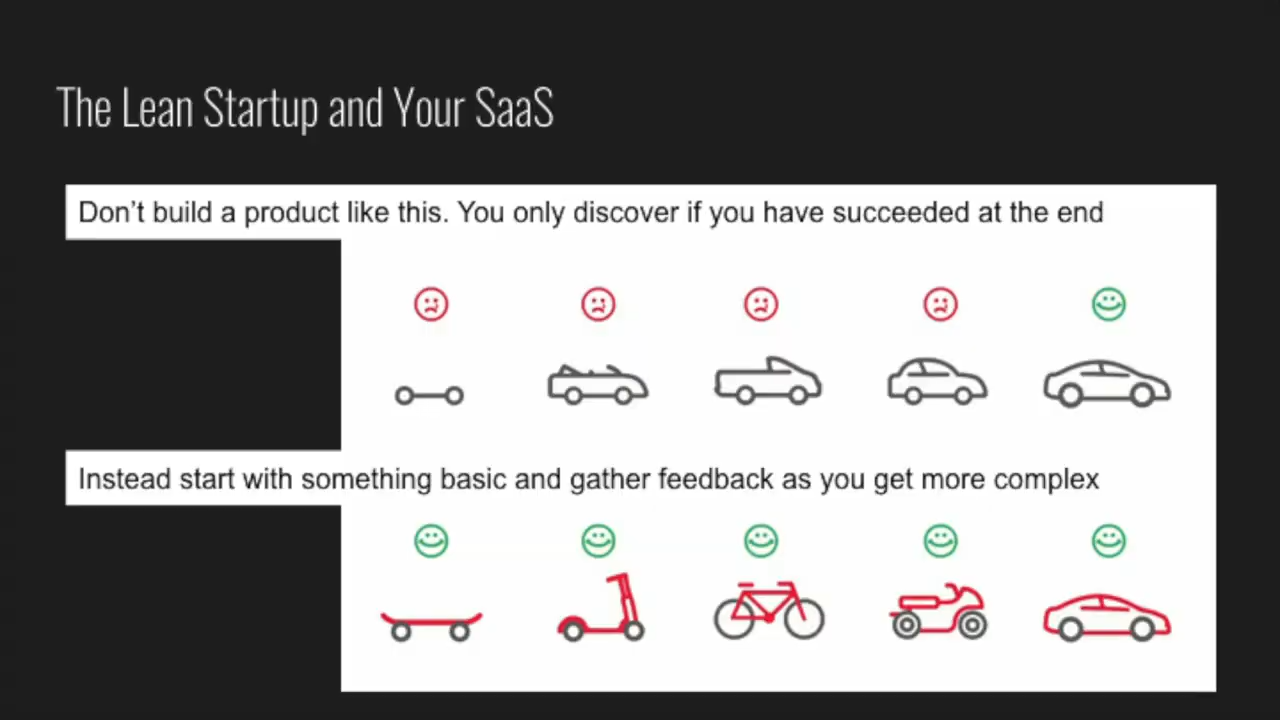 The Lean Startup and Your SaaS
Don't build a product like this. You only discover if you have succeeded at the end
Instead start with something basic and gather feedback as you get more complex